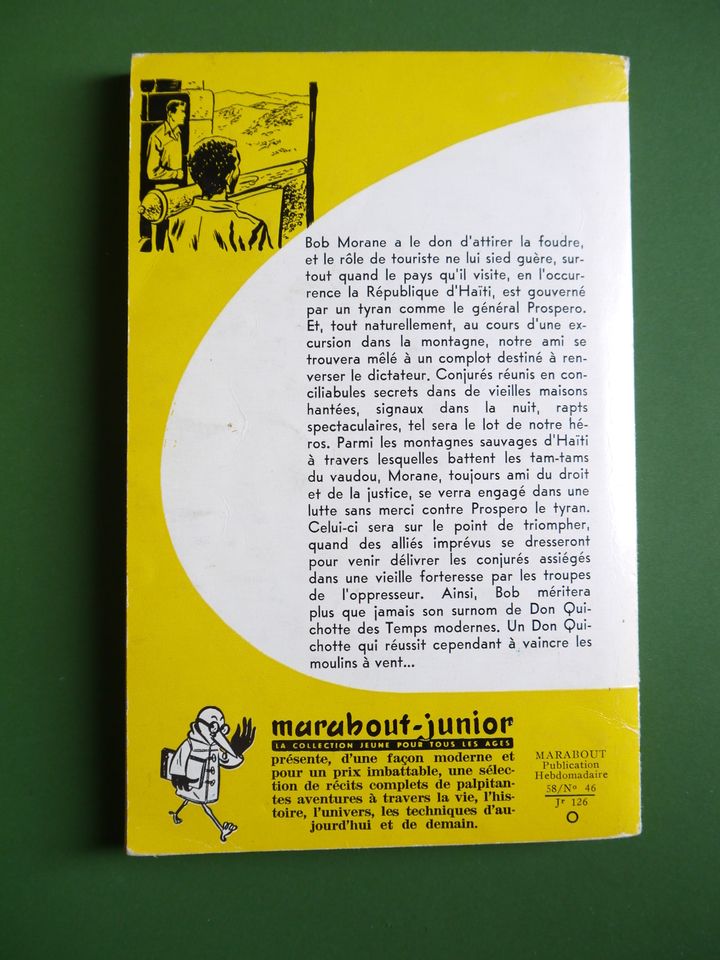 Bob Morane a le don d'attirer la foudre,
et le rôle de touriste ne lui sied guère, sur-
tout quand le pays qu'il visite, en l'occur-
rence la République d'Haïti, est gouverné
par un tyran comme le général Prospero.
Et, tout naturellement, au cours d'une ex-
cursion dans la montagne, notre ami se
trouvera mêlé à un complot destiné à ren-
verser le dictateur. Conjurés réunis en con-
ciliabules secrets dans de vieilles maisons
hantées, signaux dans la nuit, rapts
spectaculaires, tel sera le lot de notre hé-
ros. Parmi les montagnes sauvages d'Haïti
à travers lesquelles battent les tam-tams
du vaudou, Morane, toujours ami du droit
et de la justice, se verra engagé dans une
lutte sans merci contre Prospero le tyran.
Celui-ci sera sur le point de triompher,
quand des alliés imprévus se dresseront
pour venir délivrer les conjurés assiégés
dans une vieille forteresse par les troupes
de l'oppresseur. Ainsi, Bob méritera
plus que jamais son surnom de Don Qui-
chotte des Temps modernes. Un Don Qui-
chotte qui réussit cependant à vaincre les
moulins à vent...
marabout-junior
LA COLLECTION JEUNE POUR TOUS LES AGES
présente, d'une façon moderne et
pour un prix imbattable, une sélec-
tion de récits complets de palpitan-
tes aventures à travers la vie, l'his-
toire, l'univers, les techniques d'au-
jourd'hui et de demain.
MARABOUT
Publication
Hebdomadaire
58/Nº 46
Jr 126